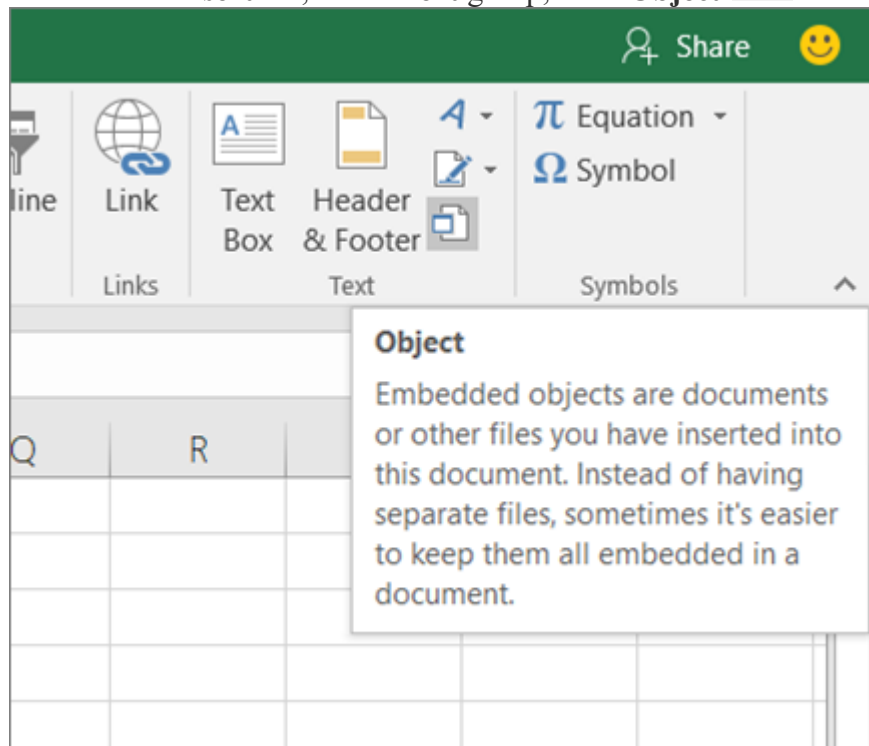 Share
Link
Text
Box
Header
& Footer
A
π Equation
Ω Symbol
line
Links
Text
Symbols
Object
Embedded objects are documents
or other files you have inserted into
this document. Instead of having
separate files, sometimes it's easier
to keep them all embedded in a
document.
Q R